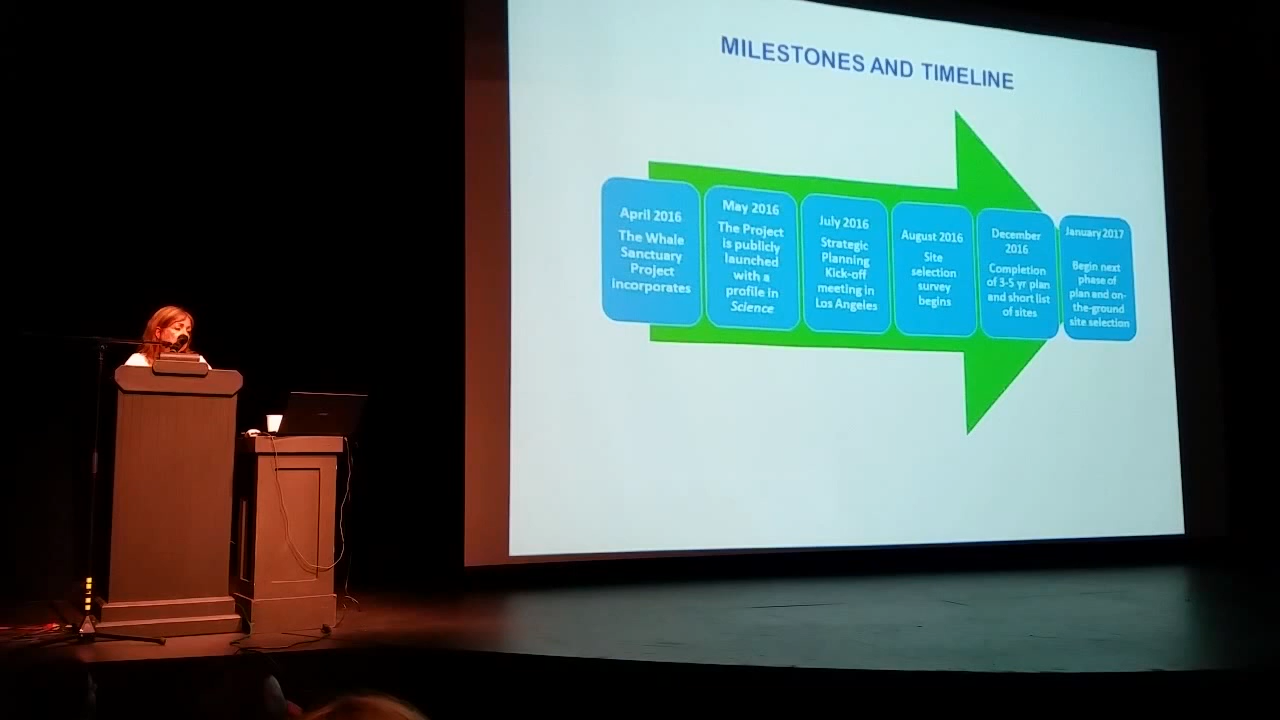 MILESTONES AND TIMELINE
April 2016
The Whale
Sanctuary
Project
incorporates
May 2016
The Project
is publicly
launched
with a
profile in
Science
July 2016
Strategic
Planning
Kick-off
meeting in
Los Angeles
August 2016
Site
selection
survey
begins
December
2016
Completion
of 3-5 yr plan
and short list
of sites
January 2017
Begin next
phase of
plan and on-
the-ground
site selection